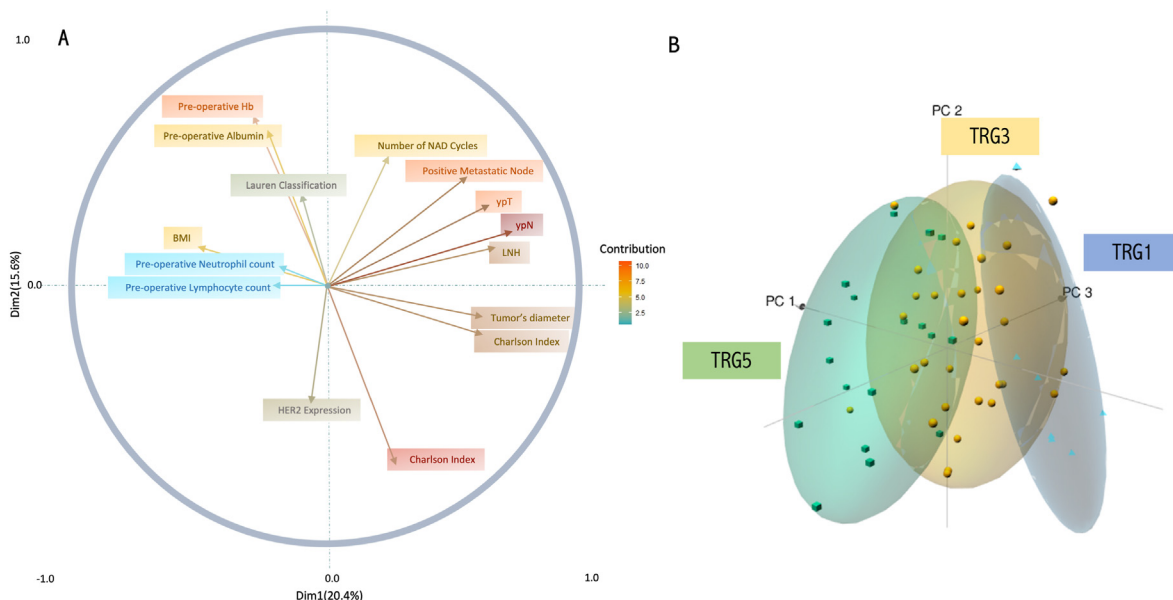 A
1.0
Pre-operative Hb
Pre-operative Albumin
Number of NAD Cycles
Positive Metastatic Node
Lauren Classification
ypT
ypN
BMI
LNH
Pre-operative Neutrophil count
Pre-operative Lymphocyte count
0.0
Dim2(15.6%)
Tumor's diameter
Charlson Index
HER2 Expression
Charlson Index
-1.0
0.0
1.0
Dim1(20.4%)
Contribution
10.0
7.5
5.0
2.5
B
PC 2
TRG3
TRG1
PC 1
PC 3
TRG5